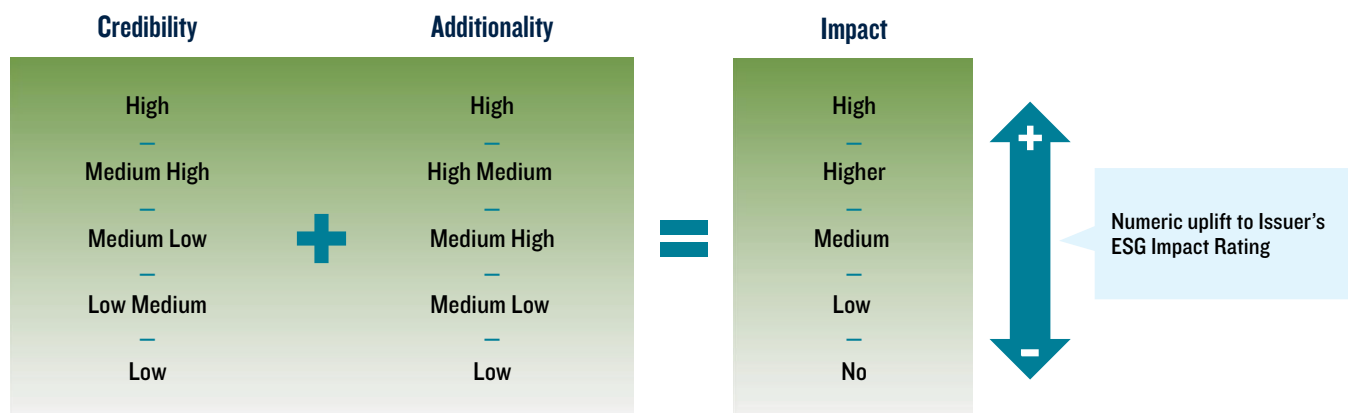 Credibility Additionality Impact
High High High
–
–
–
Medium High High Medium Higher
–
–
–
Medium Low + Medium High = Medium
–
–
–
Low Medium Medium Low Low
–
–
–
Low Low No
+
Numeric uplift to Issuer's
ESG Impact Rating
-